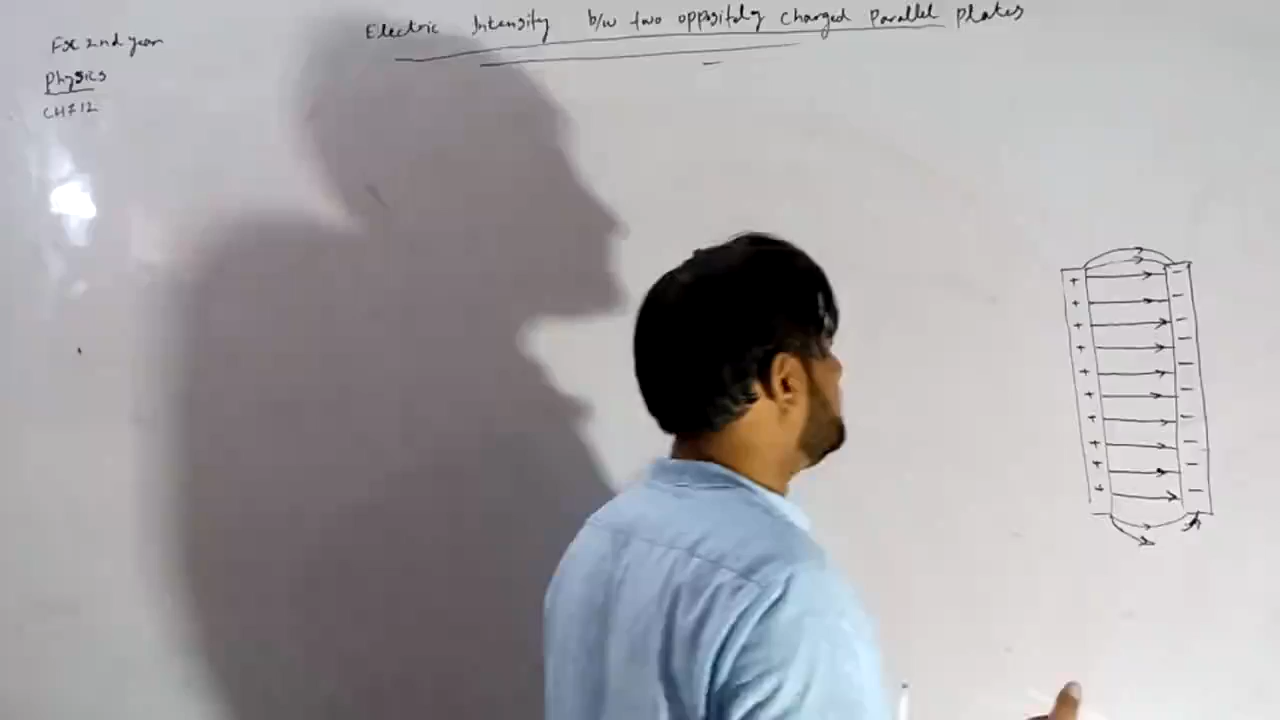 Electric Intensity b/w two oppositely charged Parallel plates
FSC 2nd year
Physics
CH # 12
+ -
+ -
+ -
+ -
+ -
+ -
+ -
+ -
+ -
+ -